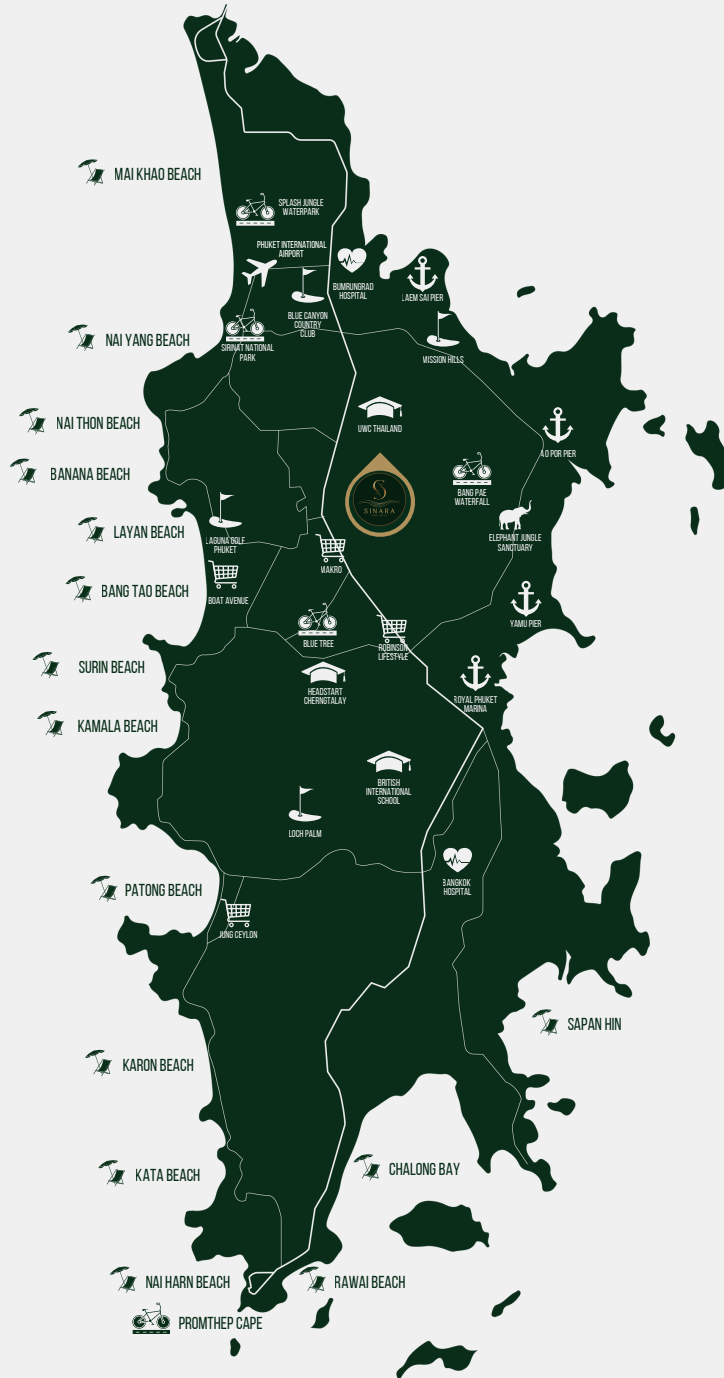 MAI KHAO BEACH
SPLASH JUNGLE
WATERPARK
PHUKET INTERNATIONAL
AIRPORT
BUMRUNGRAD
HOSPITAL
LAEM SAI PIER
BLUE CANYON
COUNTRY
CLUB
NAI YANG BEACH
SIRINAT NATIONAL
PARK
MISSION HILLS
NAI THON BEACH
UWC THAILAND
AO POR PIER
BANANA BEACH
BANG PAE
WATERFALL
SINARA
LAYAN BEACH
LAGUNA GOLF
PHUKET
ELEPHANT JUNGLE
SANCTUARY
MAKRO
BANG TAO BEACH
BOAT AVENUE
YAMU PIER
BLUE TREE
ROBINSON
LIFESTYLE
SURIN BEACH
HEADSTART
CHERNGTALAY
ROYAL PHUKET
MARINA
KAMALA BEACH
BRITISH
INTERNATIONAL
SCHOOL
LOCH PALM
PATONG BEACH
BANGKOK
HOSPITAL
JUNG CEYLON
SAPAN HIN
KARON BEACH
KATA BEACH
CHALONG BAY
NAI HARN BEACH
RAWAI BEACH
PROMTHEP CAPE